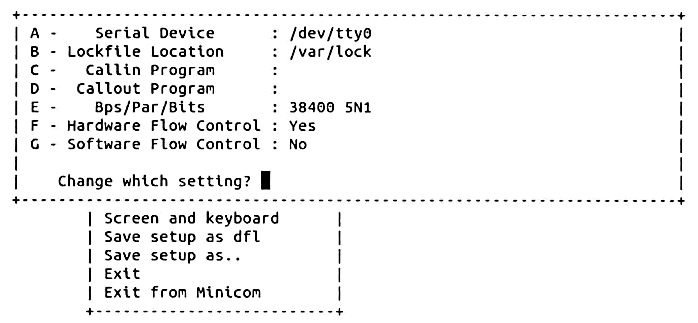 A - Serial Device : /dev/tty0
B - Lockfile Location : /var/lock
C - Callin Program :
D - Callout Program :
E - Bps/Par/Bits : 38400 5N1
F - Hardware Flow Control : Yes
G - Software Flow Control : No
Change which setting?
Screen and keyboard
Save setup as dfl
Save setup as..
Exit
Exit from Minicom